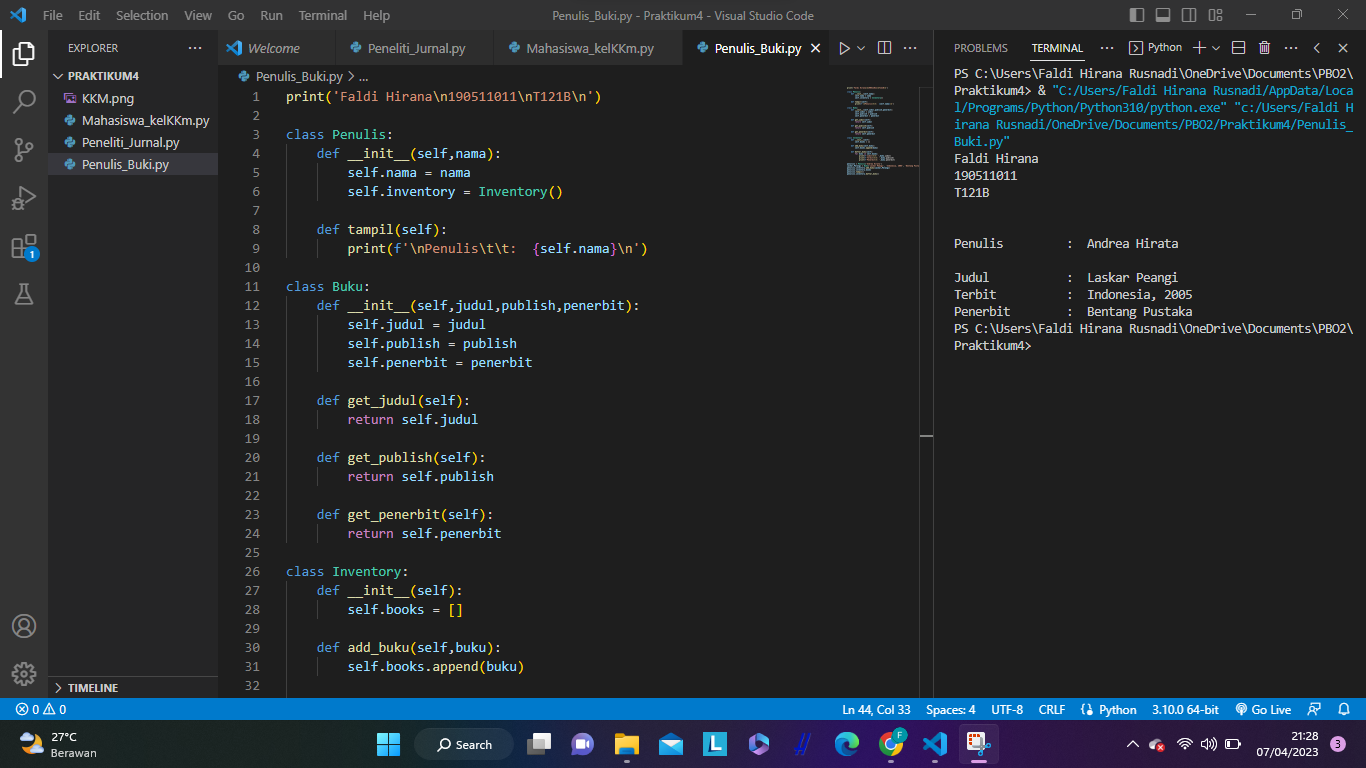 File Edit Selection View Go Run Terminal Help
Penulis_Buki.py - Praktikum4 - Visual Studio Code
EXPLORER
PRAKTIKUM4
KKM.png
Mahasiswa_kelKKm.py
Peneliti_Jurnal.py
Penulis_Buki.py
TIMELINE
1
Welcome Peneliti_Jurnal.py Mahasiswa_kelKKm.py Penulis_Buki.py
Penulis_Buki.py > ...
1 print('Faldi Hirana\n190511011\nT121B\n')
2
3 class Penulis:
4 def __init__(self,nama):
5 self.nama = nama
6 self.inventory = Inventory()
7
8 def tampil(self):
9 print(f'\nPenulis\t\t:  {self.nama}\n')
10
11 class Buku:
12 def __init__(self,judul,publish,penerbit):
13 self.judul = judul
14 self.publish = publish
15 self.penerbit = penerbit
16
17 def get_judul(self):
18 return self.judul
19
20 def get_publish(self):
21 return self.publish
22
23 def get_penerbit(self):
24 return self.penerbit
25
26 class Inventory:
27 def __init__(self):
28 self.books = []
29
30 def add_buku(self,buku):
31 self.books.append(buku)
32
PROBLEMS TERMINAL ... Python
PS C:\Users\Faldi Hirana Rusnadi\OneDrive\Documents\PBO2\
Praktikum4> & "C:/Users/Faldi Hirana Rusnadi/AppData/Loca
l/Programs/Python/Python310/python.exe" "c:/Users/Faldi H
irana Rusnadi/OneDrive/Documents/PBO2/Praktikum4/Penulis_
Buki.py"
Faldi Hirana
190511011
T121B
Penulis : Andrea Hirata
Judul : Laskar Peangi
Terbit : Indonesia, 2005
Penerbit : Bentang Pustaka
PS C:\Users\Faldi Hirana Rusnadi\OneDrive\Documents\PBO2\
Praktikum4>
0 0 Ln 44, Col 33 Spaces: 4 UTF-8 CRLF Python 3.10.0 64-bit Go Live
27°C
Berawan
Search
L
F
21:28
07/04/2023
3